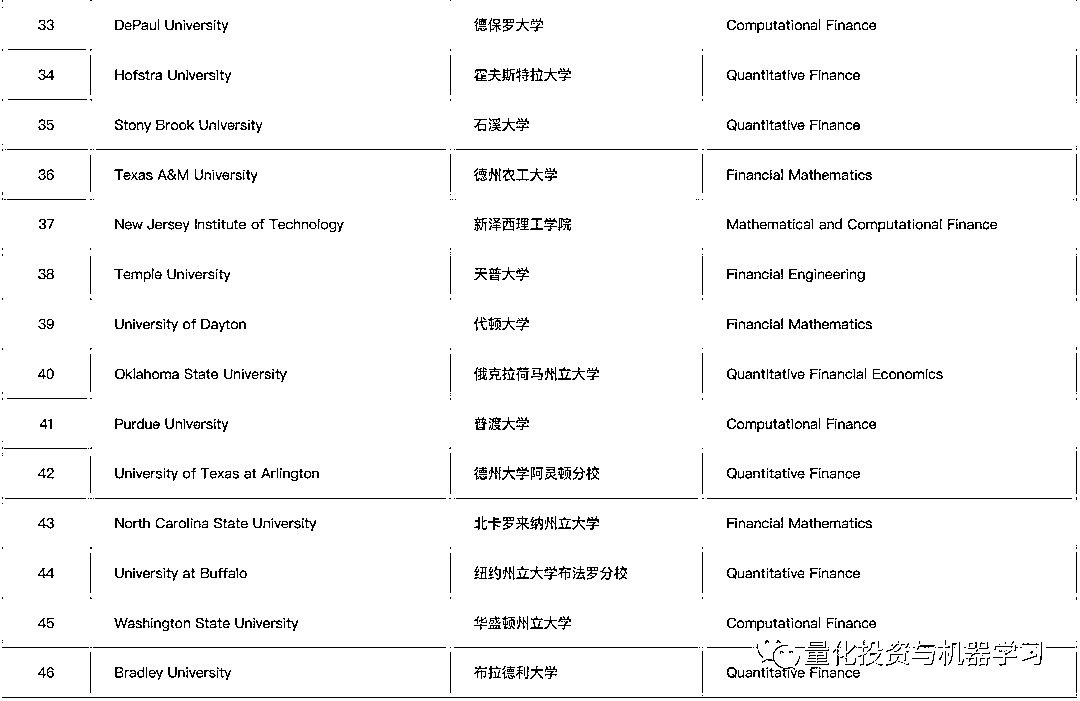 33 DePaul University 德保罗大学 Computational Finance
34 Hofstra University 霍夫斯特拉大学 Quantitative Finance
35 Stony Brook University 石溪大学 Quantitative Finance
36 Texas A&M University 德州农工大学 Financial Mathematics
37 New Jersey Institute of Technology 新泽西理工学院 Mathematical and Computational Finance
38 Temple University 天普大学 Financial Engineering
39 University of Dayton 代顿大学 Financial Mathematics
40 Oklahoma State University 俄克拉荷马州立大学 Quantitative Financial Economics
41 Purdue University 普渡大学 Computational Finance
42 University of Texas at Arlington 德州大学阿灵顿分校 Quantitative Finance
43 North Carolina State University 北卡罗来纳州立大学 Financial Mathematics
44 University at Buffalo 纽约州立大学布法罗分校 Quantitative Finance
45 Washington State University 华盛顿州立大学 Computational Finance
量化投资与机器学习
46 Bradley University 布拉德利大学 Quantitative Finance